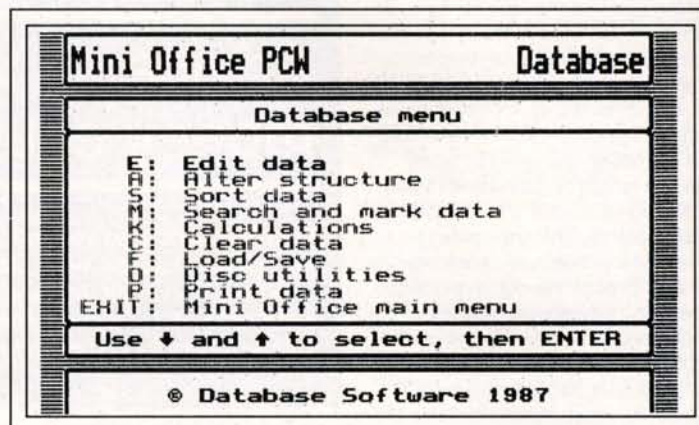 Mini Office PCW Database
Database menu
E: Edit data
A: Alter structure
S: Sort data
M: Search and mark data
K: Calculations
C: Clear data
F: Load/Save
D: Disc utilities
P: Print data
EXIT: Mini Office main menu
Use ↓ and ↑ to select, then ENTER
© Database Software 1987